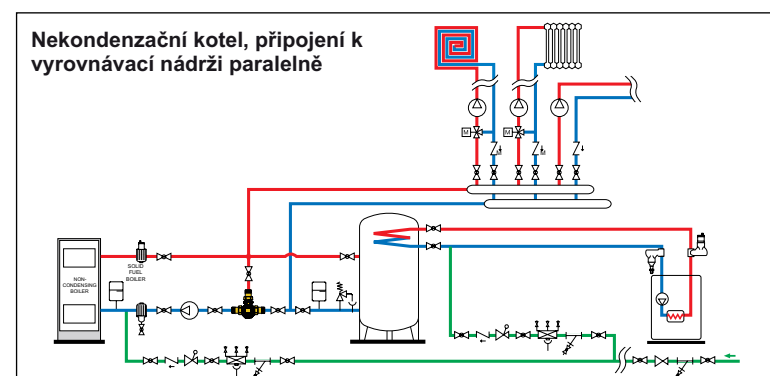 Nekondenzační kotel, připojení k
vyrovnávací nádrži paralelně
M
M
SOLID
FUEL
BOILER
NON-
CONDENSING
BOILER